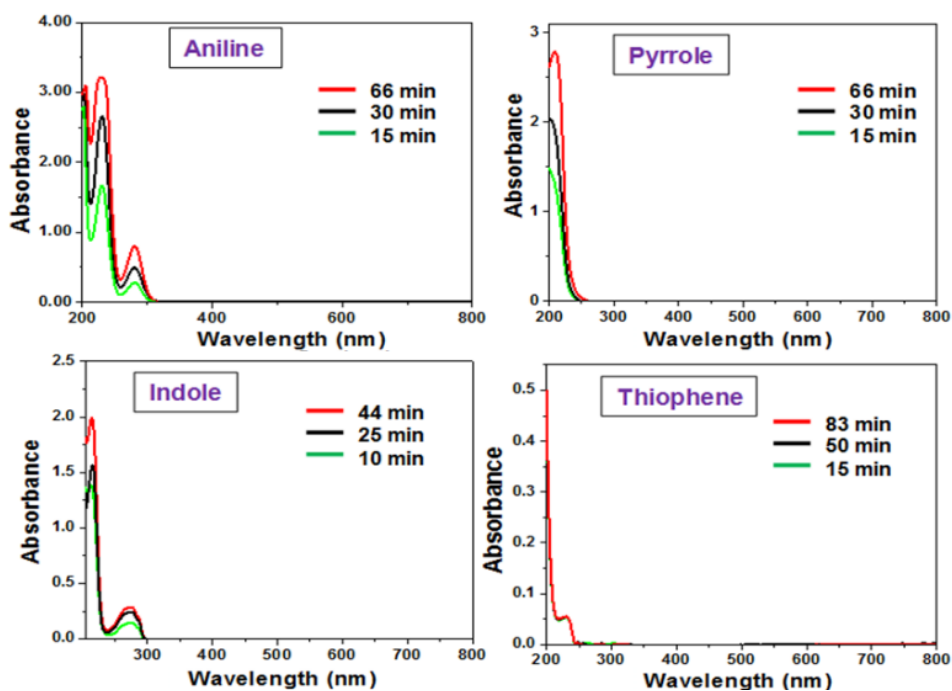 Aniline
66 min
30 min
15 min
Absorbance
4.00
3.00
2.00
1.00
0.00
200
400
600
800
Wavelength (nm)
Pyrrole
66 min
30 min
15 min
Absorbance
3
2
1
0
200
300
400
500
600
700
800
Wavelength (nm)
Indole
44 min
25 min
10 min
Absorbance
2.5
2.0
1.5
1.0
0.5
0.0
300
400
500
600
700
800
Wavelength (nm)
Thiophene
83 min
50 min
15 min
Absorbance
0.5
0.4
0.3
0.2
0.1
0.0
200
300
400
500
600
700
800
Wavelength (nm)